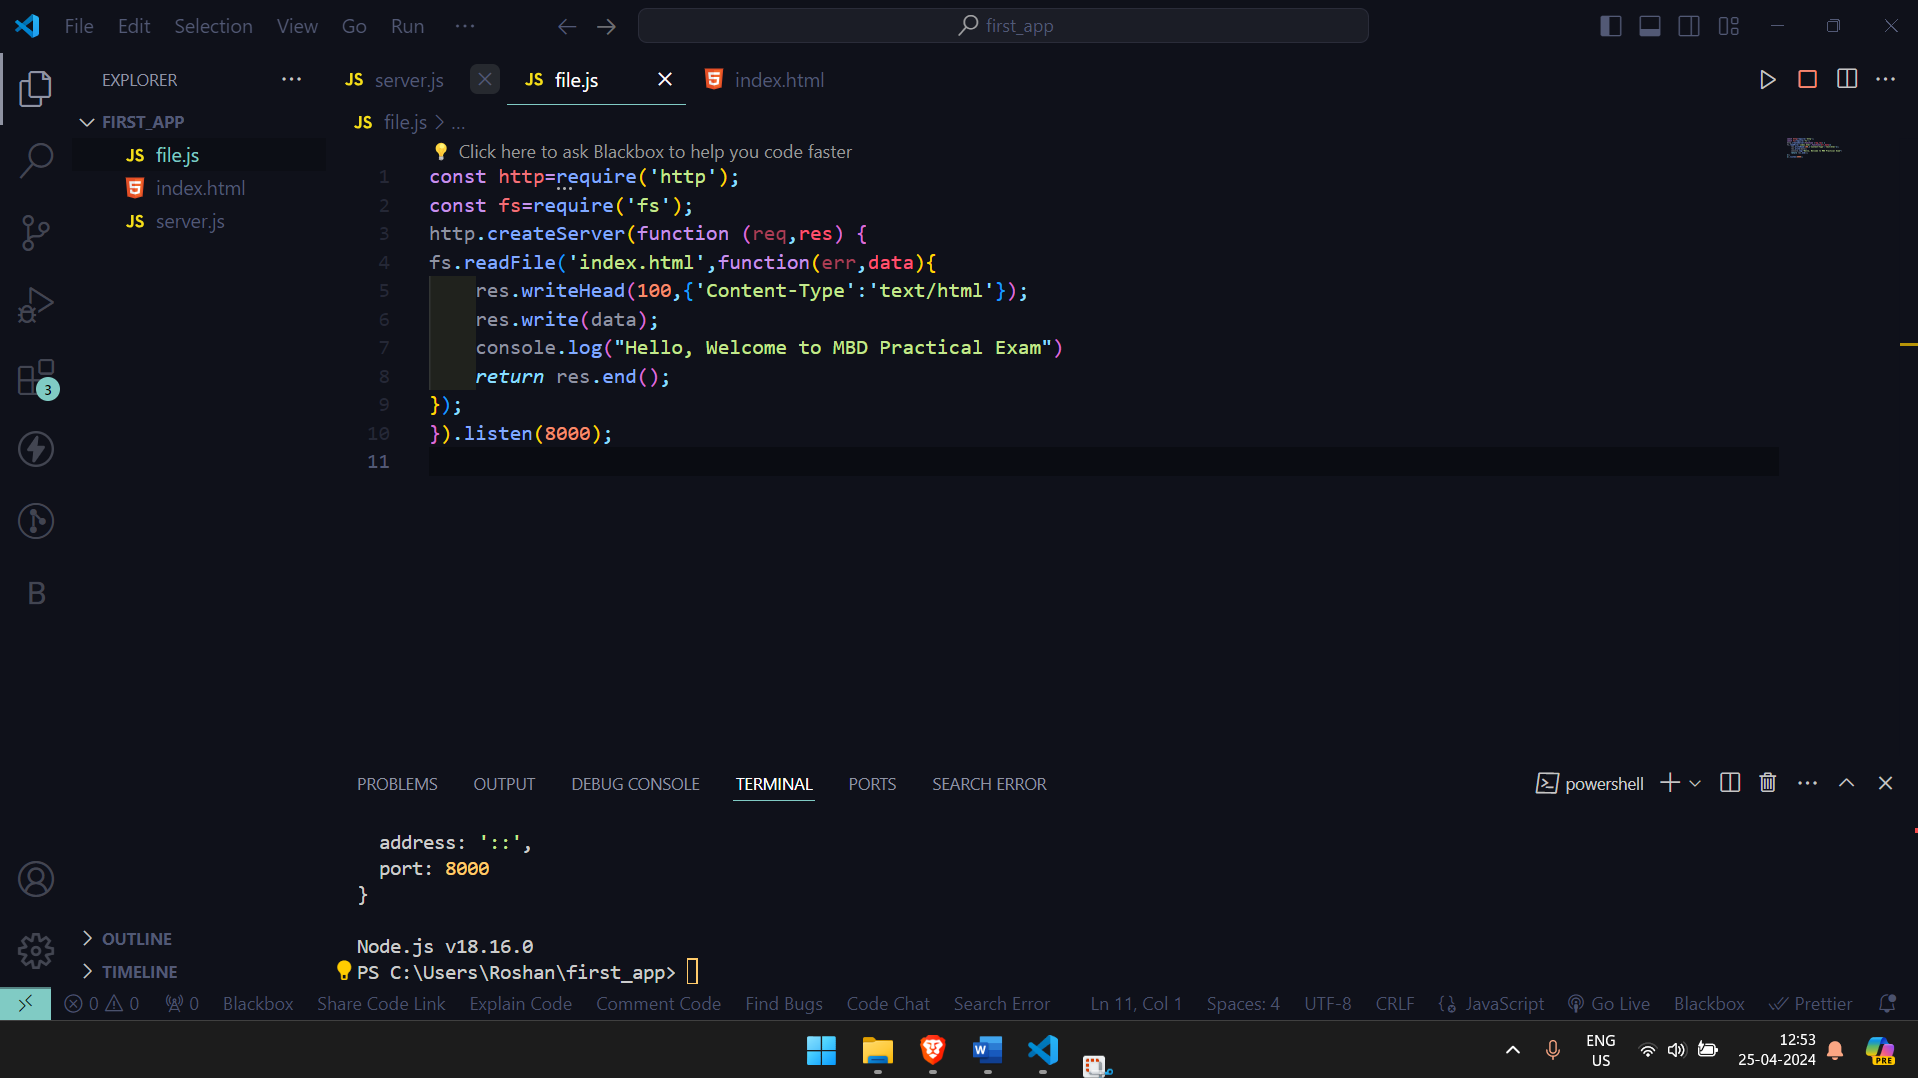 File Edit Selection View Go Run ··· first_app
EXPLORER ···
FIRST_APP
JS file.js
index.html
JS server.js
JS server.js
JS file.js
index.html
JS file.js > ...
Click here to ask Blackbox to help you code faster
1 const http=require('http');
2 const fs=require('fs');
3 http.createServer(function (req,res) {
4 fs.readFile('index.html',function(err,data){
5 res.writeHead(100,{'Content-Type':'text/html'});
6 res.write(data);
7 console.log("Hello, Welcome to MBD Practical Exam")
8 return res.end();
9 });
10 }).listen(8000);
11
3
B
OUTLINE
TIMELINE
PROBLEMS OUTPUT DEBUG CONSOLE TERMINAL PORTS SEARCH ERROR powershell
address: '::',
port: 8000
}
Node.js v18.16.0
PS C:\Users\Roshan\first_app>
0 0 0 Blackbox Share Code Link Explain Code Comment Code Find Bugs Code Chat Search Error Ln 11, Col 1 Spaces: 4 UTF-8 CRLF JavaScript Go Live Blackbox Prettier
W
ENG
US
12:53
25-04-2024
PRE